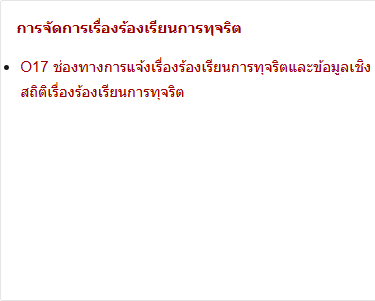 การจัดการเรื่องร้องเรียนการทุจริต
O17 ช่องทางการแจ้งเรื่องร้องเรียนการทุจริตและข้อมูลเชิง
สถิติเรื่องร้องเรียนการทุจริต